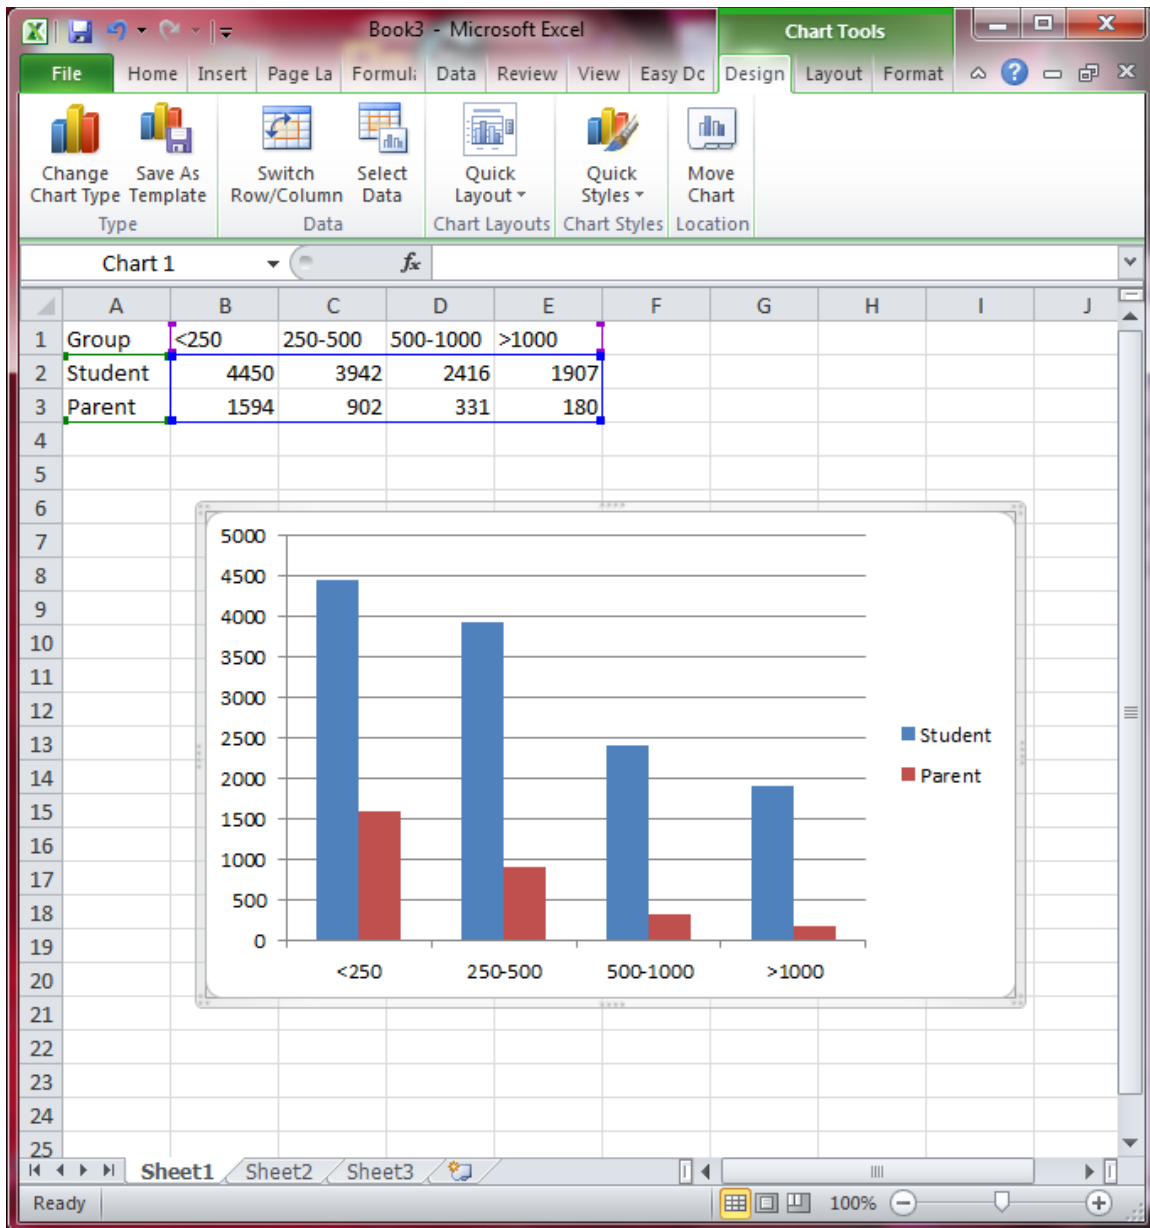 Book3 - Microsoft Excel Chart Tools
File Home Insert Page La Formul Data Review View Easy Dc Design Layout Format
Change Chart Type Save As Template Switch Row/Column Select Data Quick Layout Quick Styles Move Chart
Type Data Chart Layouts Chart Styles Location
Chart 1 fx
A B C D E F G H I J
1 Group <250 250-500 500-1000 >1000
2 Student 4450 3942 2416 1907
3 Parent 1594 902 331 180
4
5
6
7
8
9
10
11
12
13
14
15
16
17
18
19
20
21
22
23
24
25
5000
4500
4000
3500
3000
2500
2000
1500
1000
500
0
<250 250-500 500-1000 >1000
Student
Parent
Sheet1 Sheet2 Sheet3
Ready 100%